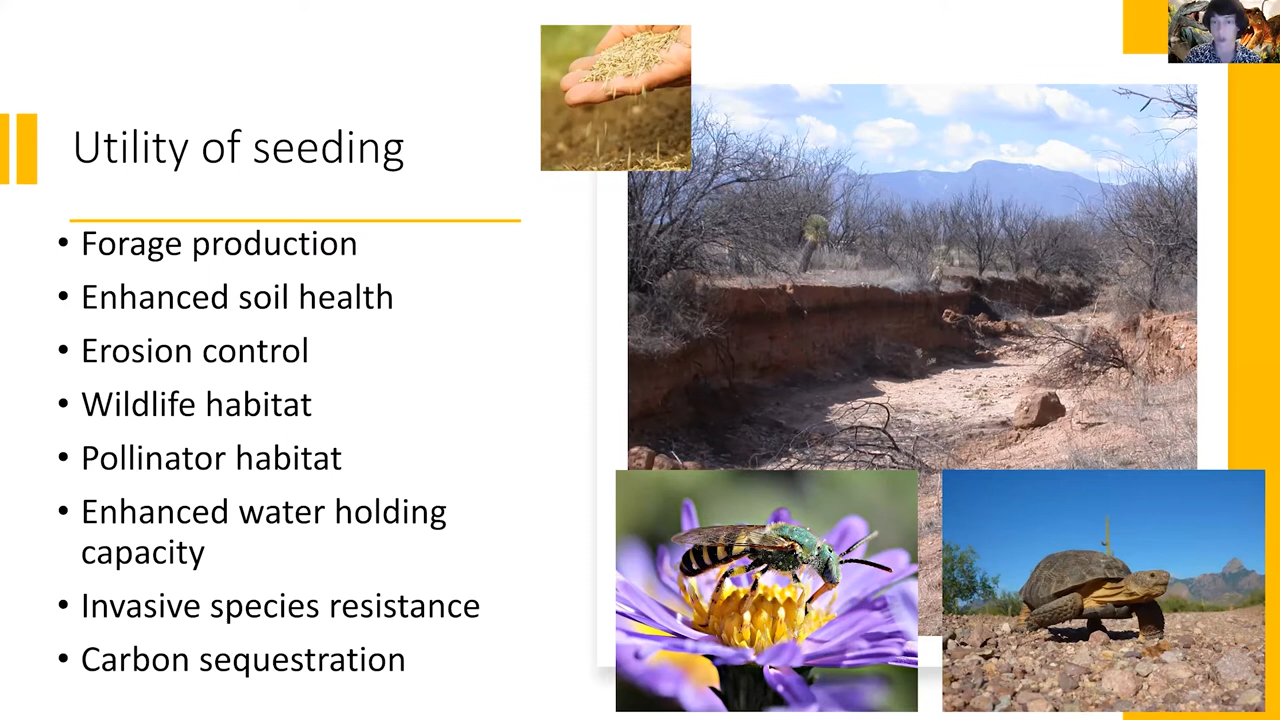 Utility of seeding
• Forage production
• Enhanced soil health
• Erosion control
• Wildlife habitat
• Pollinator habitat
• Enhanced water holding
capacity
• Invasive species resistance
• Carbon sequestration